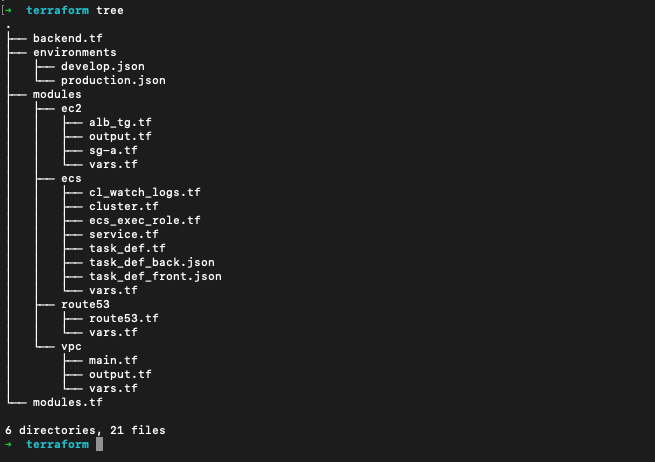 [➜  terraform tree
.
├── backend.tf
├── environments
│   ├── develop.json
│   └── production.json
├── modules
│   ├── ec2
│   │   ├── alb_tg.tf
│   │   ├── output.tf
│   │   ├── sg-a.tf
│   │   └── vars.tf
│   ├── ecs
│   │   ├── cl_watch_logs.tf
│   │   ├── cluster.tf
│   │   ├── ecs_exec_role.tf
│   │   ├── service.tf
│   │   ├── task_def.tf
│   │   ├── task_def_back.json
│   │   ├── task_def_front.json
│   │   └── vars.tf
│   ├── route53
│   │   ├── route53.tf
│   │   └── vars.tf
│   └── vpc
│       ├── main.tf
│       ├── output.tf
│       └── vars.tf
└── modules.tf
6 directories, 21 files
➜  terraform